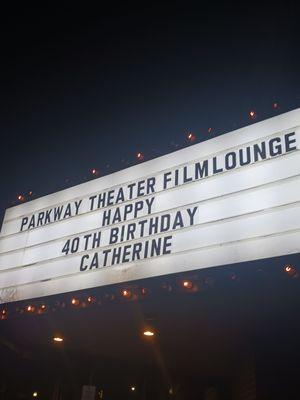 PARKWAY THEATER FILMLOUNGE
HAPPY
40TH BIRTHDAY
CATHERINE